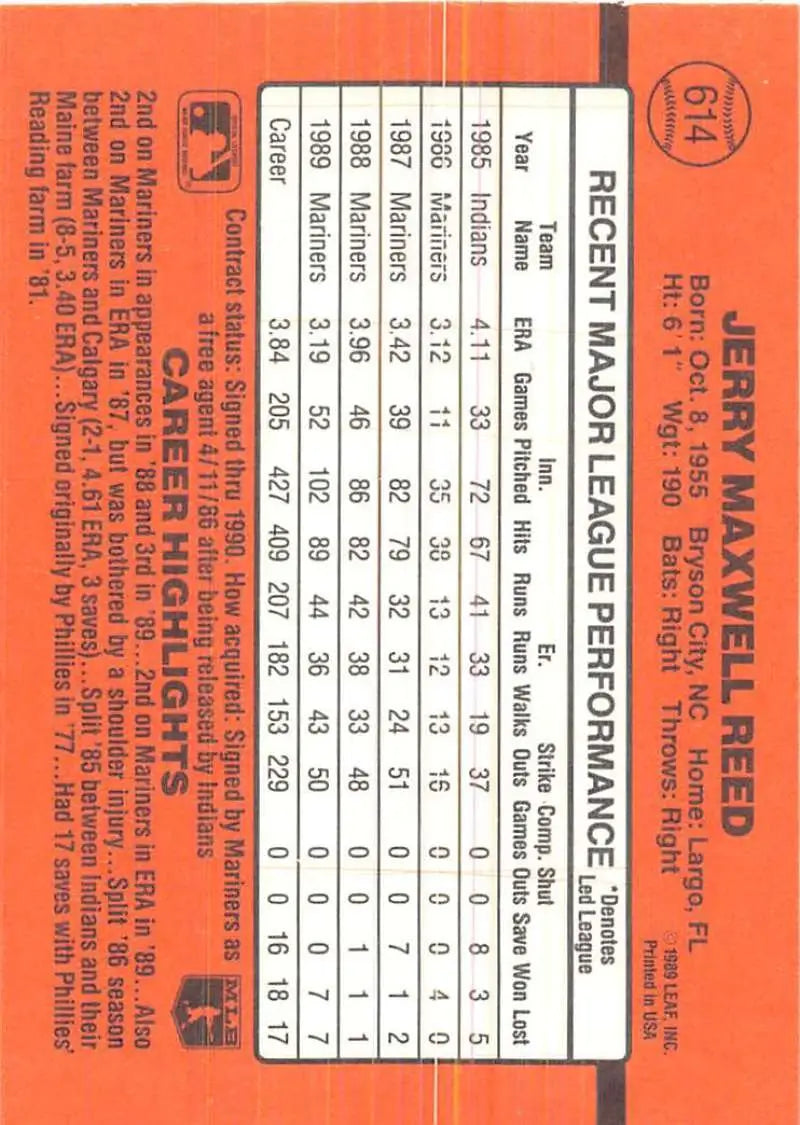 614
JERRY MAXWELL REED
Born: Oct. 8, 1955 Bryson City, NC Home: Largo, FL
Ht: 6'1" Wgt: 190 Bats: Right Throws: Right
© 1989 LEAF, INC.
Printed in USA
RECENT MAJOR LEAGUE PERFORMANCE *Denotes Led League
Year Team Name ERA Games Inn. Pitched Hits Runs Er. Runs Walks Strike Outs Comp. Games Shut Outs Save Won Lost
1985 Indians 4.11 33 72 67 41 33 19 37 0 0 8 3 5
1986 Mariners 3.12 11 35 38 13 12 13 16 0 0 0 4 0
1987 Mariners 3.42 39 82 79 32 31 24 51 0 0 7 1 2
1988 Mariners 3.96 46 86 82 42 38 33 48 0 0 1 1 1
1989 Mariners 3.19 52 102 89 44 36 43 50 0 0 0 7 7
Career 3.84 205 427 409 207 182 153 229 0 0 16 18 17
Contract status: Signed thru 1990. How acquired: Signed by Mariners as
a free agent 4/11/86 after being released by Indians
MLB
CAREER HIGHLIGHTS
2nd on Mariners in appearances in '88 and 3rd in '89...2nd on Mariners in ERA in '89...Also
2nd on Mariners in ERA in '87, but was bothered by a shoulder injury...Split '86 season
between Mariners and Calgary (2-1, 4.61 ERA, 3 saves)...Split '85 between Indians and their
Maine farm (8-5, 3.40 ERA)...Signed originally by Phillies in '77...Had 17 saves with Phillies'
Reading farm in '81.